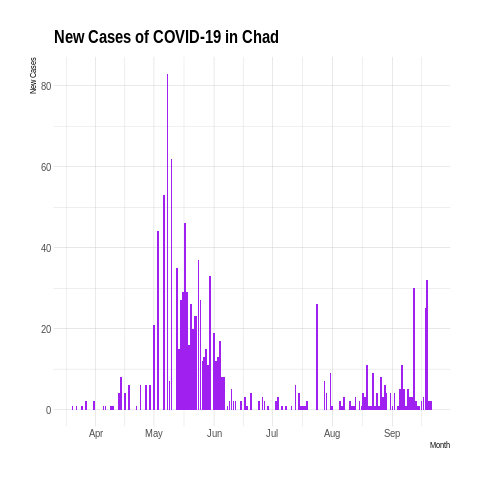 New Cases of COVID-19 in Chad
New Cases
80
60
40
20
0
Apr May Jun Jul Aug Sep
Month